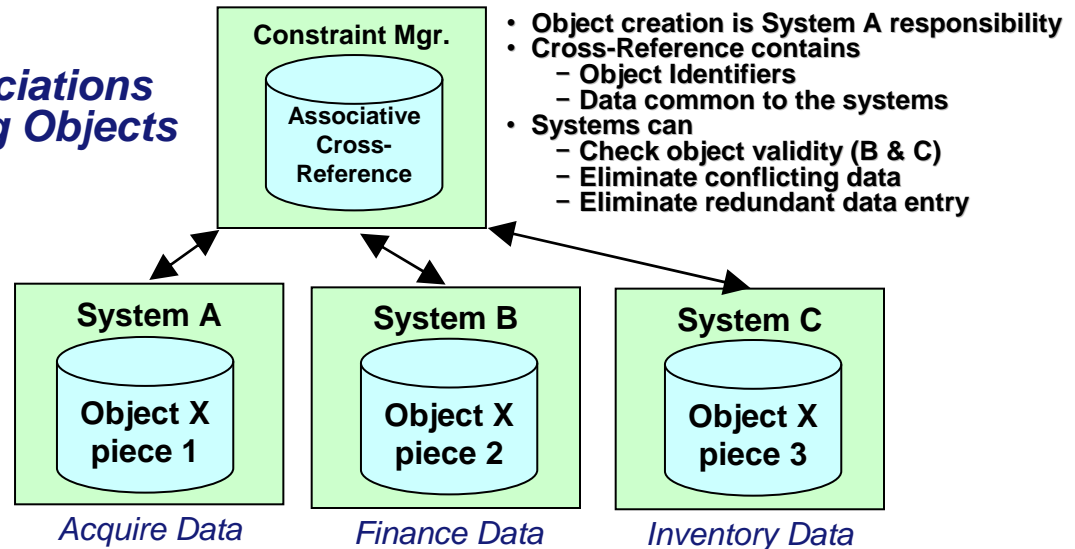 ciations
g Objects
Constraint Mgr.
Associative
Cross-
Reference
• Object creation is System A responsibility
• Cross-Reference contains
– Object Identifiers
– Data common to the systems
• Systems can
– Check object validity (B & C)
– Eliminate conflicting data
– Eliminate redundant data entry
System A
Object X
piece 1
Acquire Data
System B
Object X
piece 2
Finance Data
System C
Object X
piece 3
Inventory Data